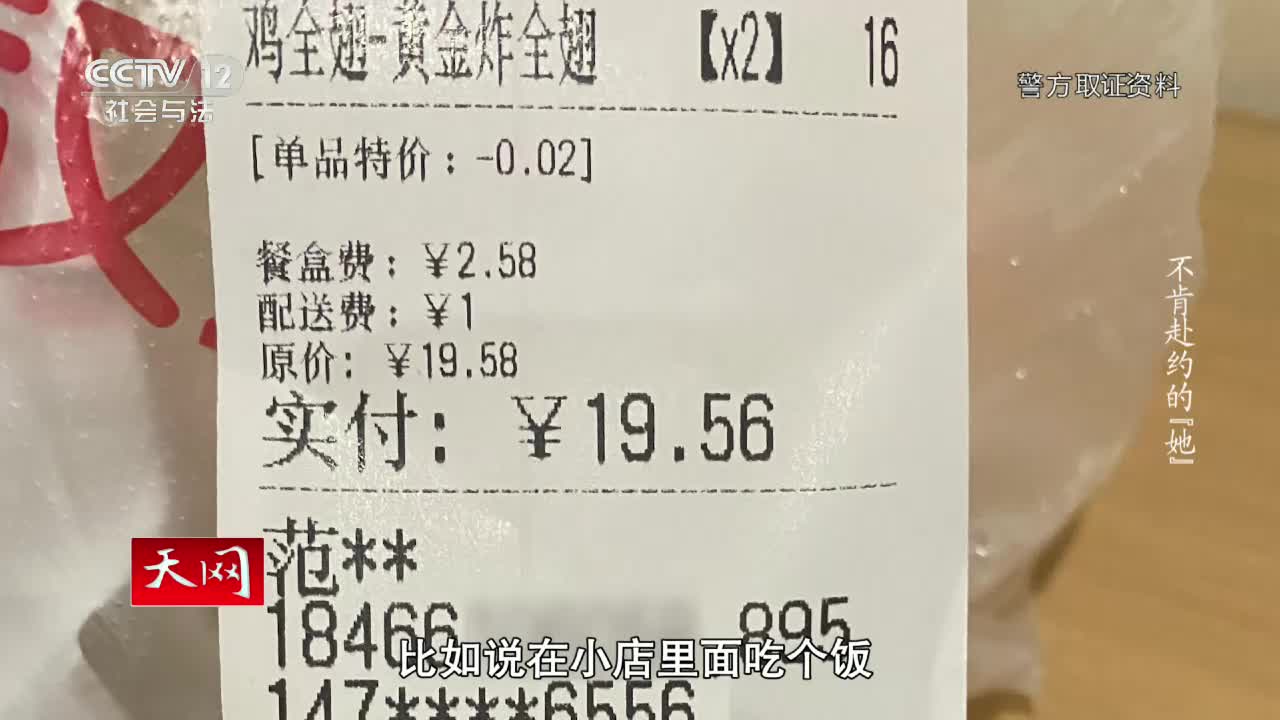 鸡全翅-黄金炸全翅 【x2】 16
[单品特价：-0.02]
餐盒费：￥2.58
配送费：￥1
原价：￥19.58
实付：￥19.56
范**
18466 895
147****6556
CCTV 12
社会与法
警方取证资料
不肯赴约的『她』
天网
比如说在小店里面吃个饭